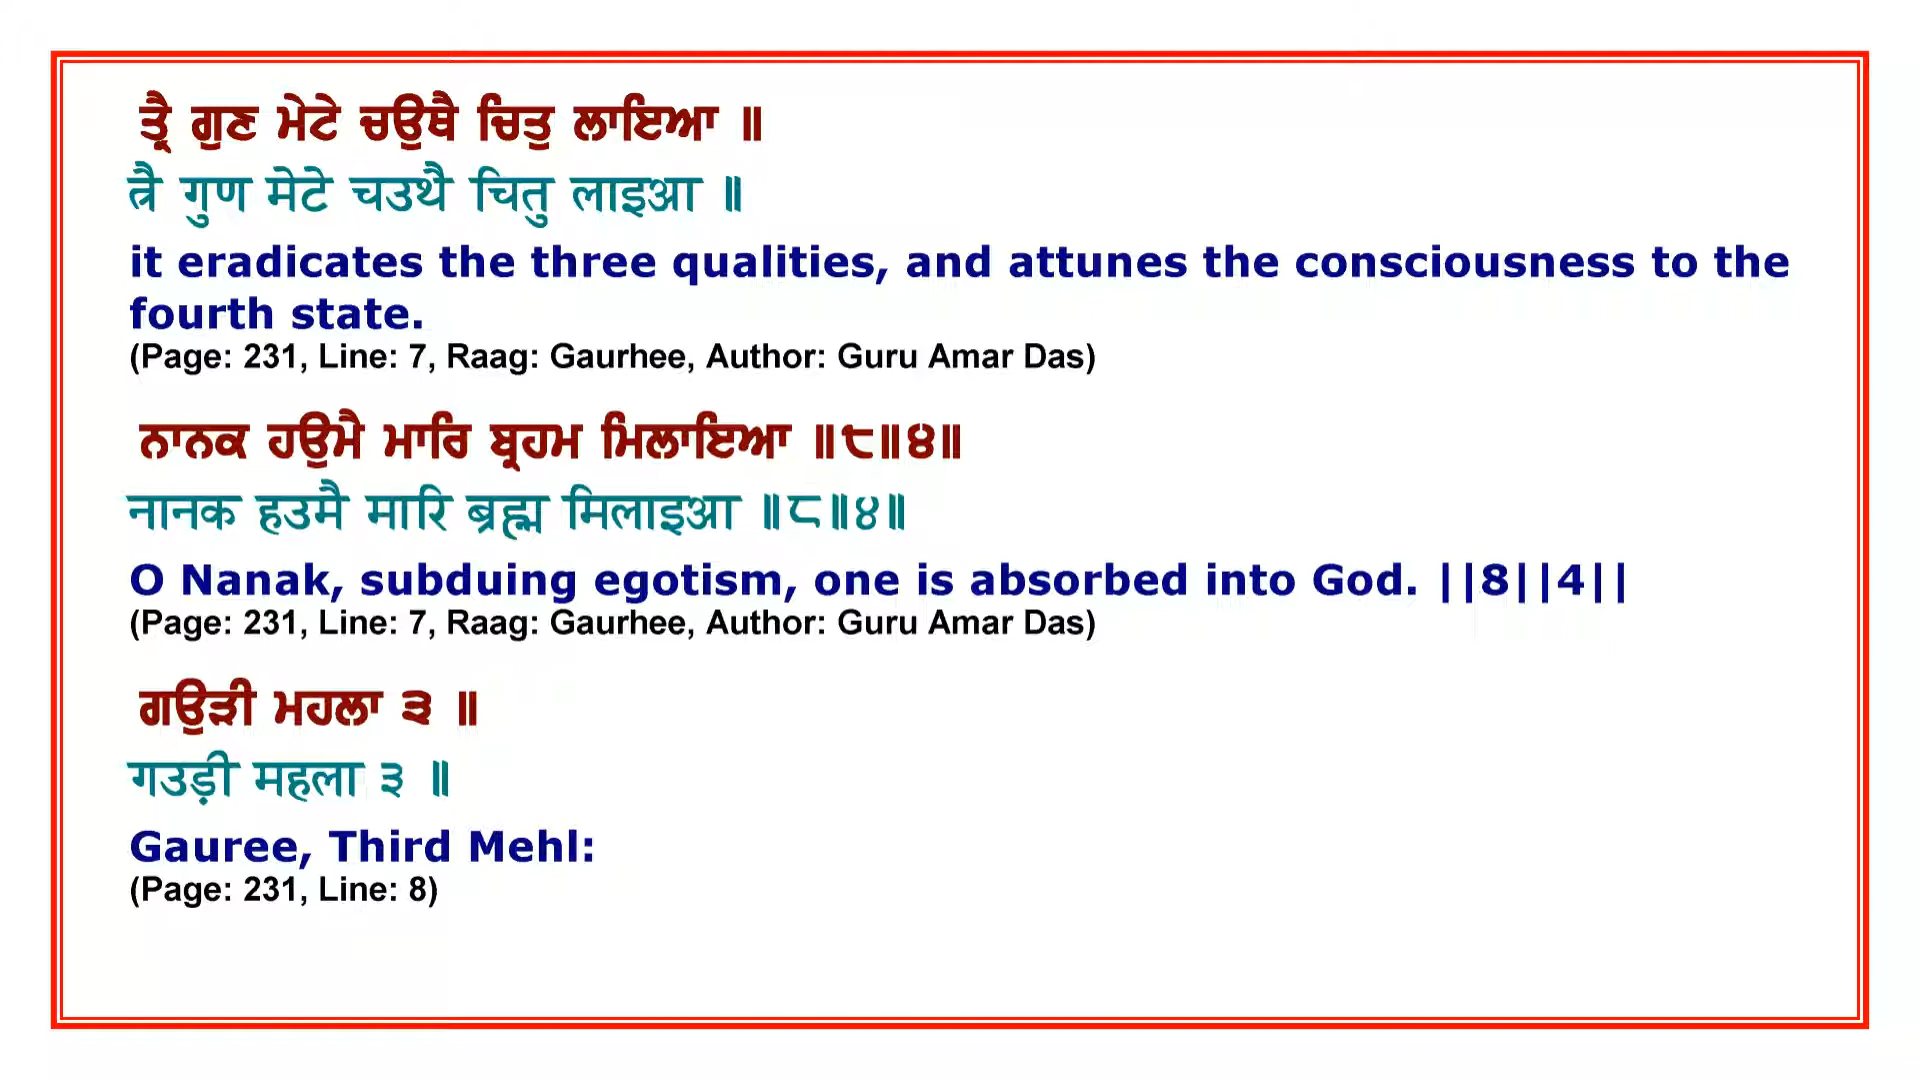 ਤ੍ਰੈ ਗੁਣ ਮੇਟੇ ਚਉਥੈ ਚਿਤੁ ਲਾਇਆ ॥
त्रै गुण मेटे चउथै चितु लाइआ ॥
it eradicates the three qualities, and attunes the consciousness to the
fourth state.
(Page: 231, Line: 7, Raag: Gaurhee, Author: Guru Amar Das)
ਨਾਨਕ ਹਉਮੈ ਮਾਰਿ ਬ੍ਰਹਮ ਮਿਲਾਇਆ ॥੮॥੪॥
नानक हउमै मारि ब्रह्म मिलाइआ ॥८॥४॥
O Nanak, subduing egotism, one is absorbed into God. ||8||4||
(Page: 231, Line: 7, Raag: Gaurhee, Author: Guru Amar Das)
ਗਉੜੀ ਮਹਲਾ ੩ ॥
गउड़ी महला ३ ॥
Gauree, Third Mehl:
(Page: 231, Line: 8)